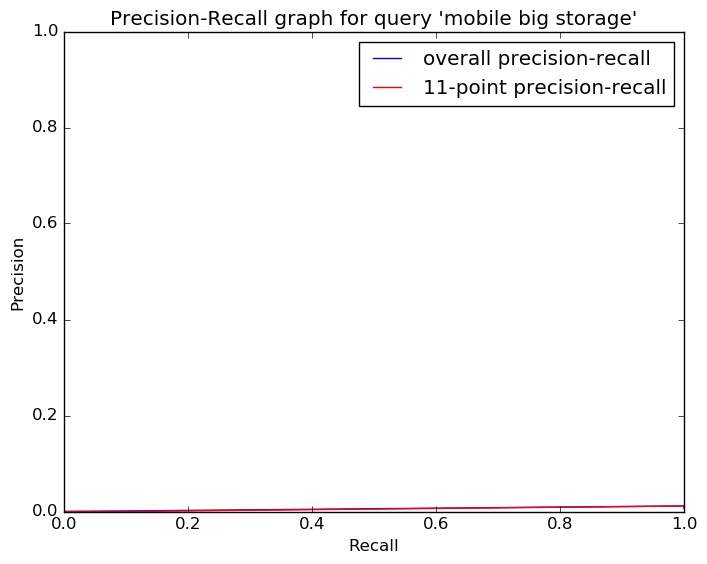 Precision-Recall graph for query 'mobile big storage'
overall precision-recall
11-point precision-recall
1.0
0.8
0.6
0.4
0.2
0.0
Precision
0.0 0.2 0.4 0.6 0.8 1.0
Recall